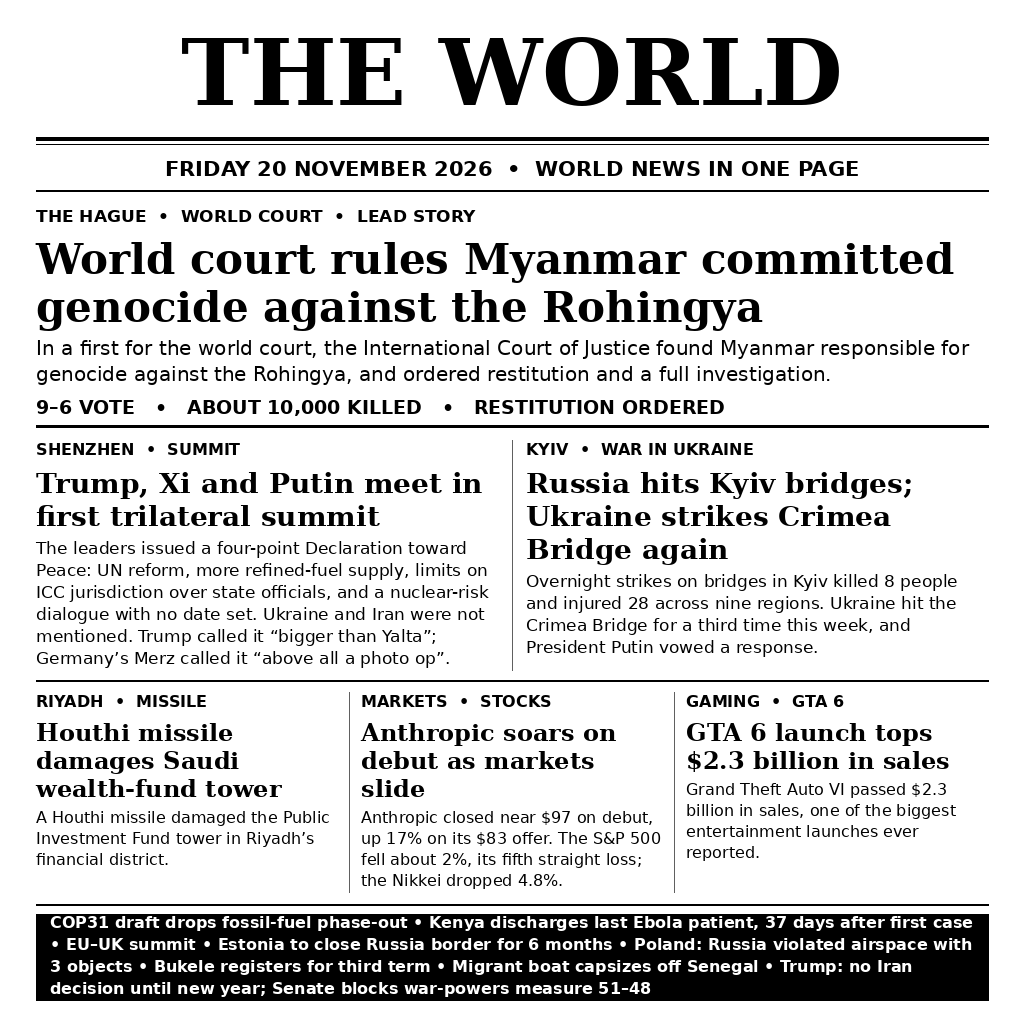 THE WORLD
FRIDAY 20 NOVEMBER 2026 • WORLD NEWS IN ONE PAGE
THE HAGUE • WORLD COURT • LEAD STORY
World court rules Myanmar committed
genocide against the Rohingya
In a first for the world court, the International Court of Justice found Myanmar responsible for
genocide against the Rohingya, and ordered restitution and a full investigation.
9–6 VOTE • ABOUT 10,000 KILLED • RESTITUTION ORDERED
SHENZHEN • SUMMIT
Trump, Xi and Putin meet in
first trilateral summit
The leaders issued a four-point Declaration toward
Peace: UN reform, more refined-fuel supply, limits on
ICC jurisdiction over state officials, and a nuclear-risk
dialogue with no date set. Ukraine and Iran were not
mentioned. Trump called it “bigger than Yalta”;
Germany’s Merz called it “above all a photo op”.
KYIV • WAR IN UKRAINE
Russia hits Kyiv bridges;
Ukraine strikes Crimea
Bridge again
Overnight strikes on bridges in Kyiv killed 8 people
and injured 28 across nine regions. Ukraine hit the
Crimea Bridge for a third time this week, and
President Putin vowed a response.
RIYADH • MISSILE
Houthi missile
damages Saudi
wealth-fund tower
A Houthi missile damaged the Public
Investment Fund tower in Riyadh’s
financial district.
MARKETS • STOCKS
Anthropic soars on
debut as markets
slide
Anthropic closed near $97 on debut,
up 17% on its $83 offer. The S&P 500
fell about 2%, its fifth straight loss;
the Nikkei dropped 4.8%.
GAMING • GTA 6
GTA 6 launch tops
$2.3 billion in sales
Grand Theft Auto VI passed $2.3
billion in sales, one of the biggest
entertainment launches ever
reported.
COP31 draft drops fossil-fuel phase-out • Kenya discharges last Ebola patient, 37 days after first case
• EU–UK summit • Estonia to close Russia border for 6 months • Poland: Russia violated airspace with
3 objects • Bukele registers for third term • Migrant boat capsizes off Senegal • Trump: no Iran
decision until new year; Senate blocks war-powers measure 51–48